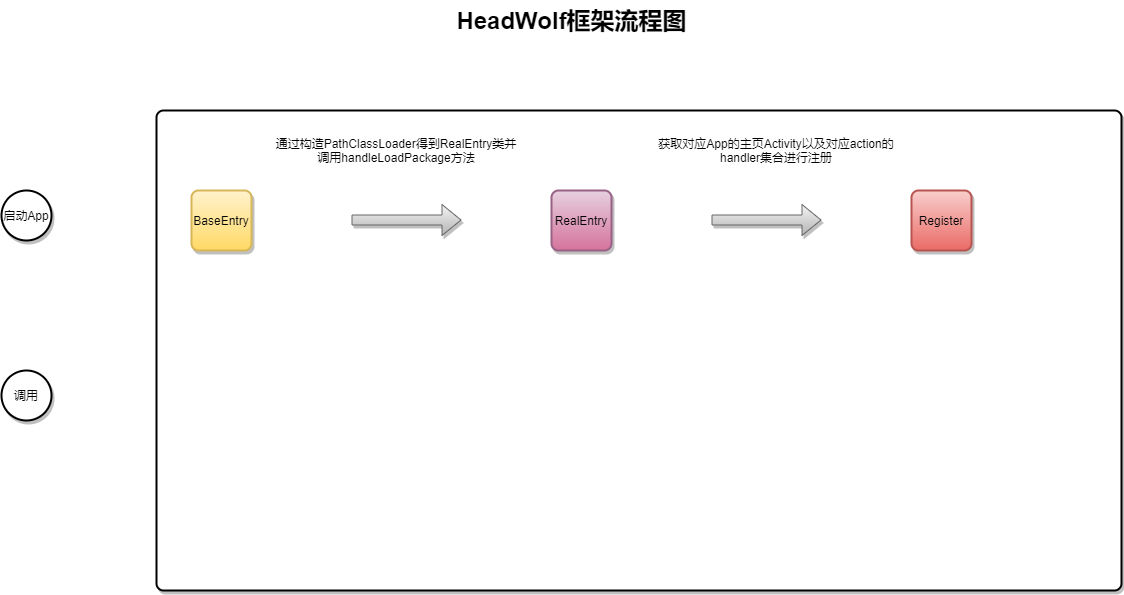 HeadWolf框架流程图
通过构造PathClassLoader得到RealEntry类并
调用handleLoadPackage方法
获取对应App的主页Activity以及对应action的
handler集合进行注册
启动App
BaseEntry
RealEntry
Register
调用